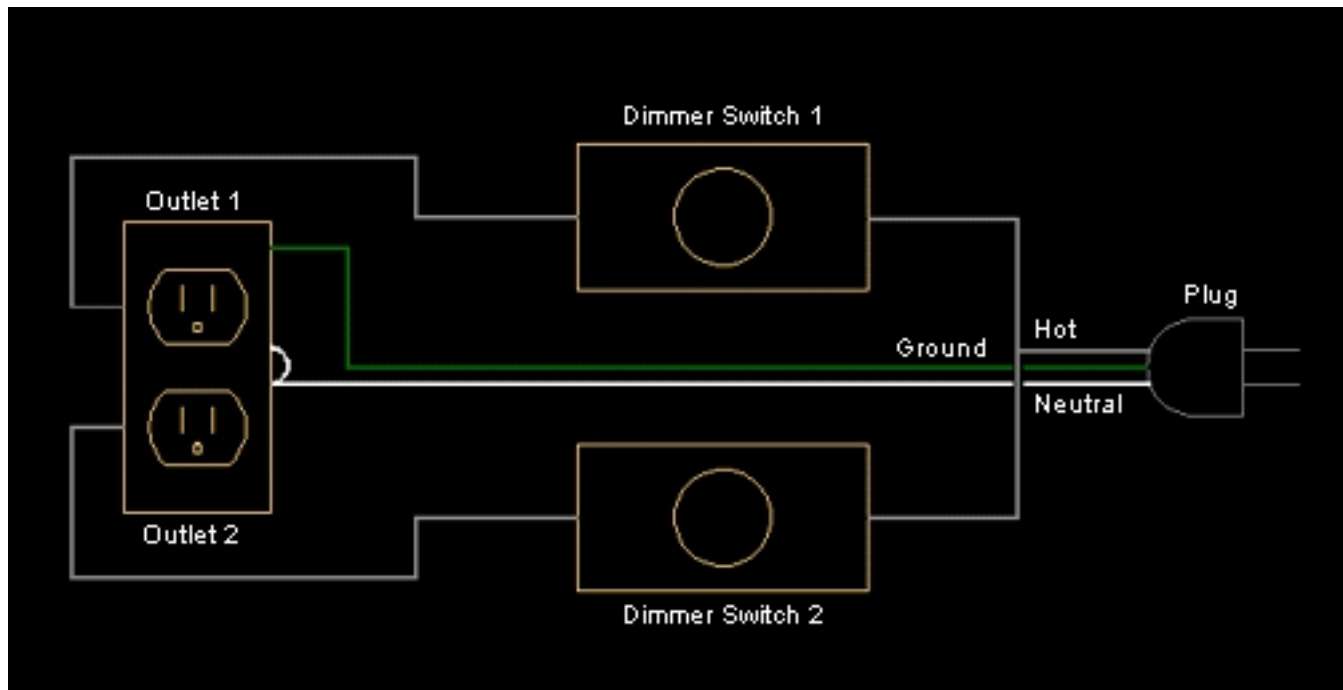 Dimmer Switch 1
Outlet 1
Plug
Hot
Ground
Neutral
Outlet 2
Dimmer Switch 2